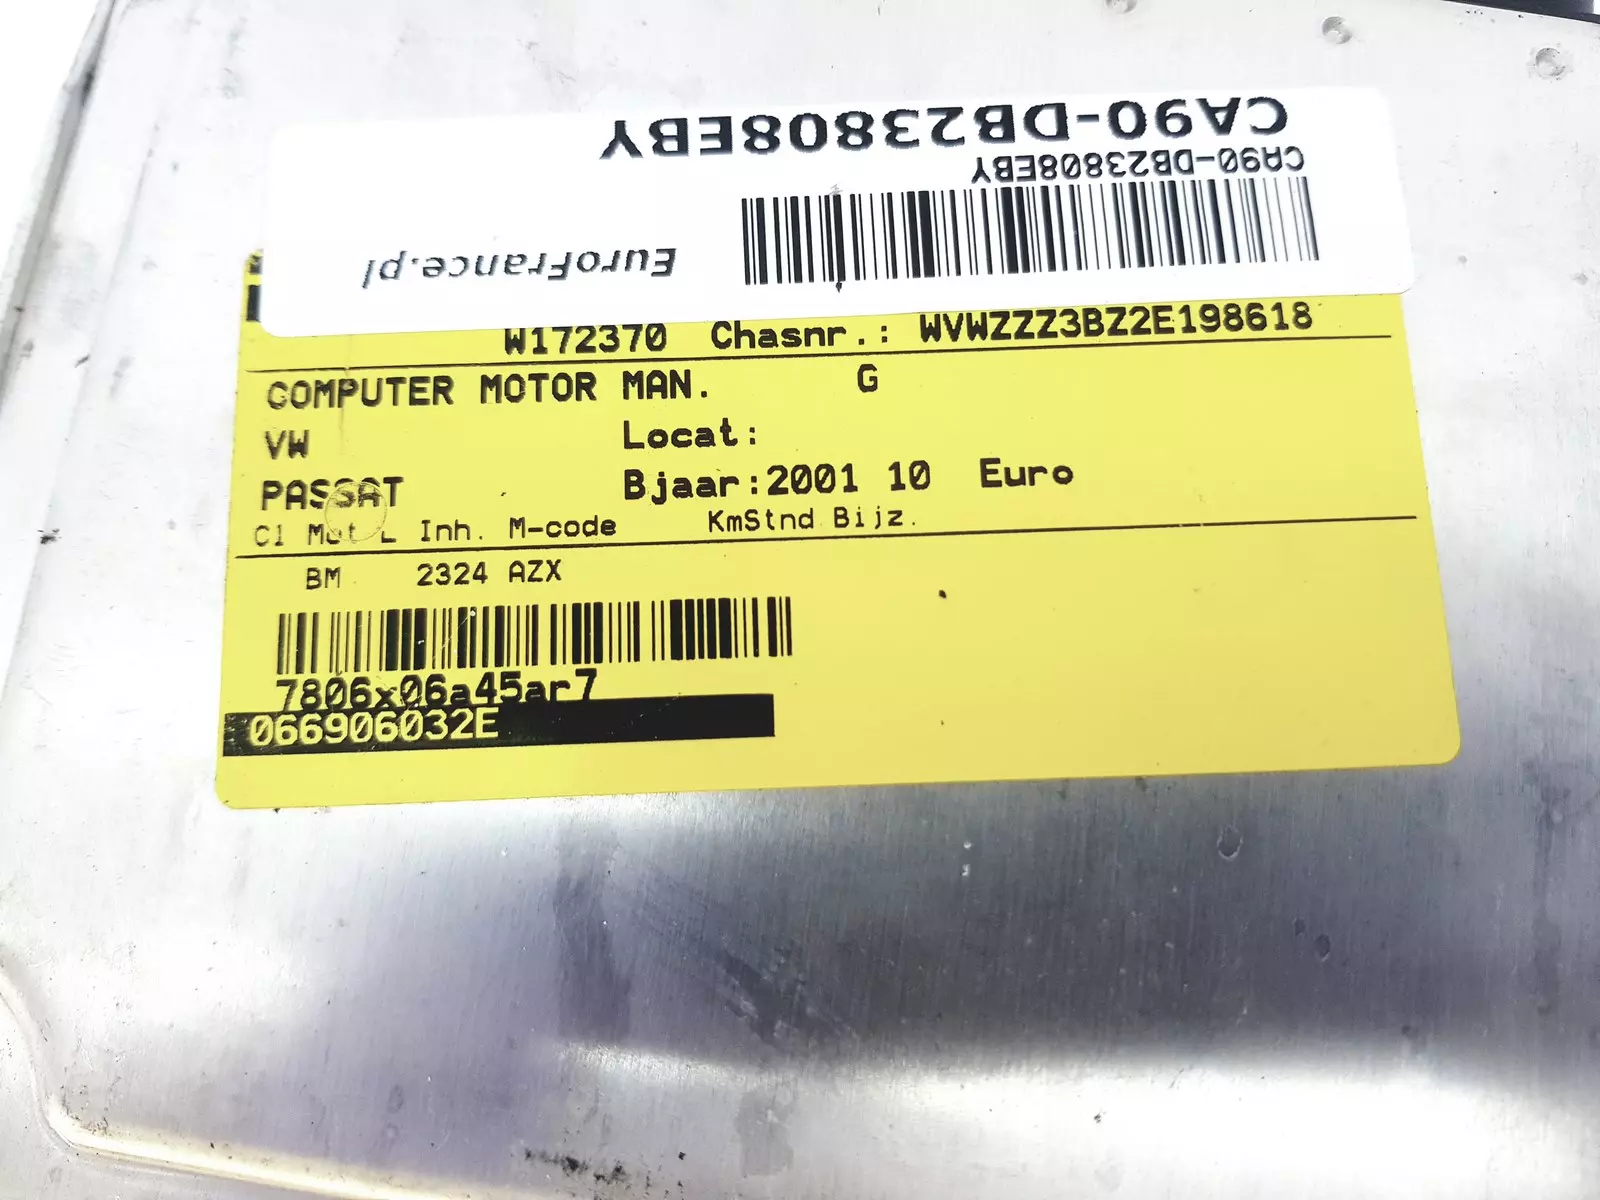 CA90-DB23808EBY
CA90-DB23808EBY
EuroFrance.pl
W172370 Chasnr.: WVWZZZ3BZ2E198618
COMPUTER MOTOR MAN. G
VW Locat:
PASSAT Bjaar:2001 10 Euro
Cl Mot L Inh. M-code KmStnd Bijz.
BM 2324 AZX
7806x06a45ar7
066906032E